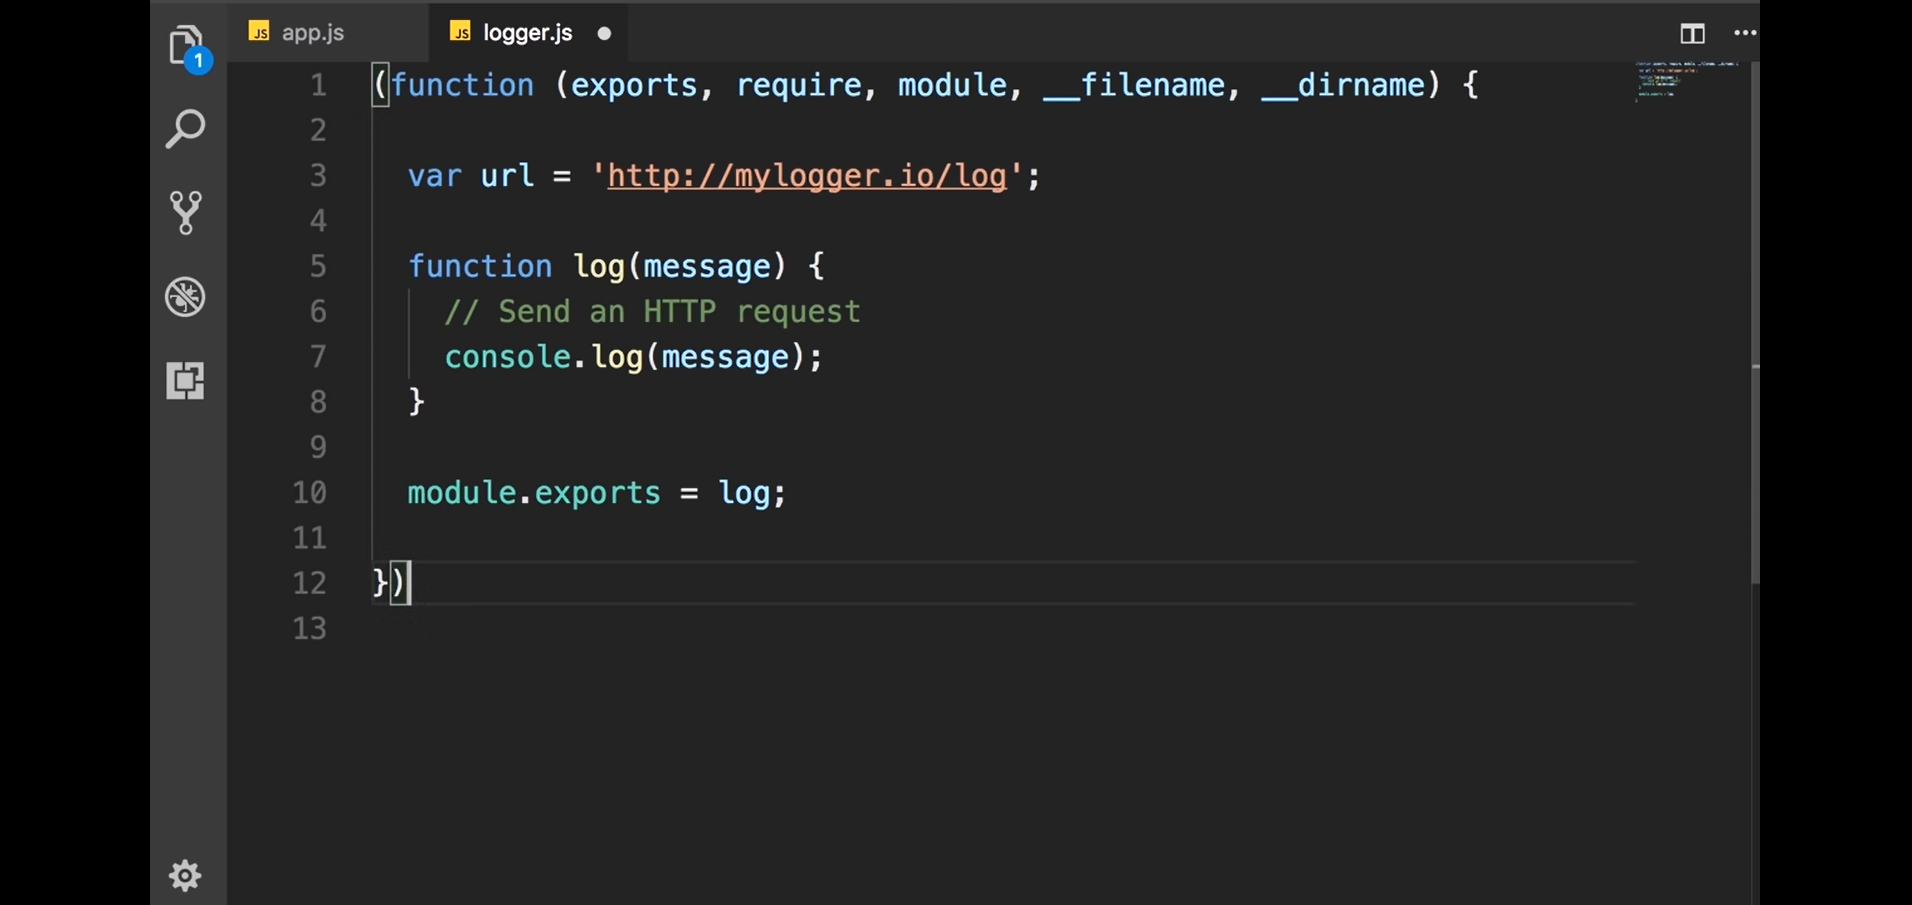 JS app.js
JS logger.js
1
1 (function (exports, require, module, __filename, __dirname) {
2
3 var url = 'http://mylogger.io/log';
4
5 function log(message) {
6 // Send an HTTP request
7 console.log(message);
8 }
9
10 module.exports = log;
11
12 })
13